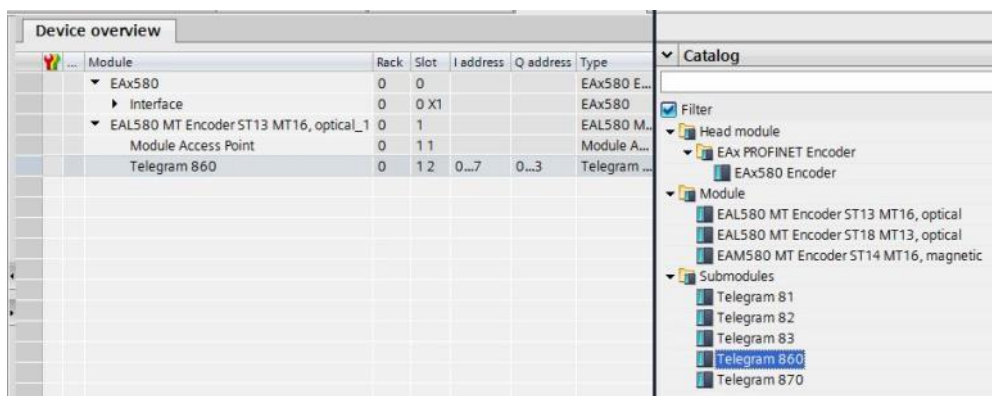 Device overview
... Module Rack Slot I address Q address Type
EAx580 0 0 EAx580 E...
Interface 0 0 X1 EAx580
EAL580 MT Encoder ST13 MT16, optical_1 0 1 EAL580 M...
Module Access Point 0 1 1 Module A...
Telegram 860 0 1 2 0...7 0...3 Telegram ...
Catalog
Filter
Head module
EAx PROFINET Encoder
EAx580 Encoder
Module
EAL580 MT Encoder ST13 MT16, optical
EAL580 MT Encoder ST18 MT13, optical
EAM580 MT Encoder ST14 MT16, magnetic
Submodules
Telegram 81
Telegram 82
Telegram 83
Telegram 860
Telegram 870